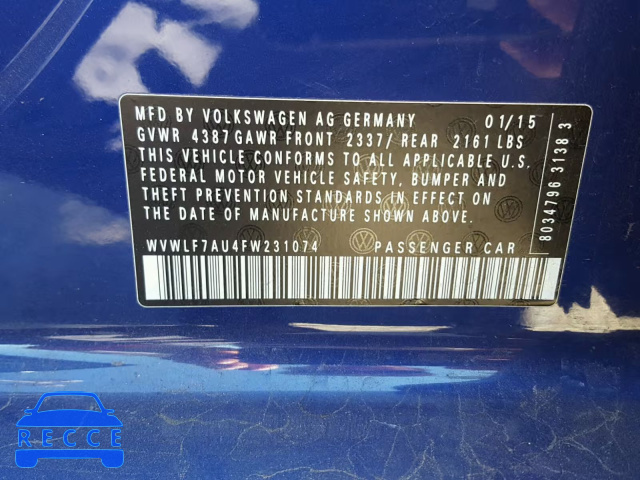 MFD BY VOLKSWAGEN AG GERMANY 01/15
GVWR 4387 GAWR FRONT 2337/ REAR 2161 LBS
THIS VEHICLE CONFORMS TO ALL APPLICABLE U.S.
FEDERAL MOTOR VEHICLE SAFETY, BUMPER AND
THEFT PREVENTION STANDARDS IN EFFECT ON
THE DATE OF MANUFACTURE SHOWN ABOVE.
WVWLF7AU4FW231074 PASSENGER CAR
8034796 3138 3